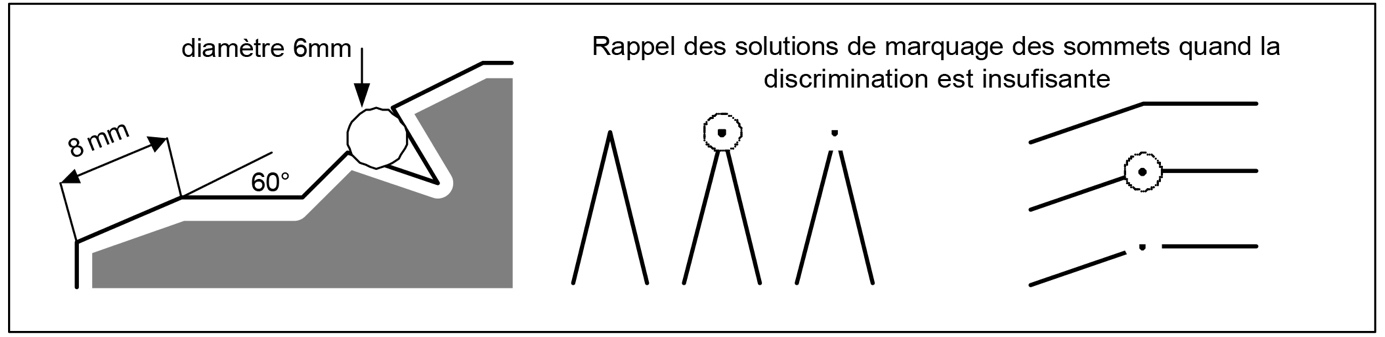 diamètre 6mm
8 mm
60°
Rappel des solutions de marquage des sommets quand la
discrimination est insufisante